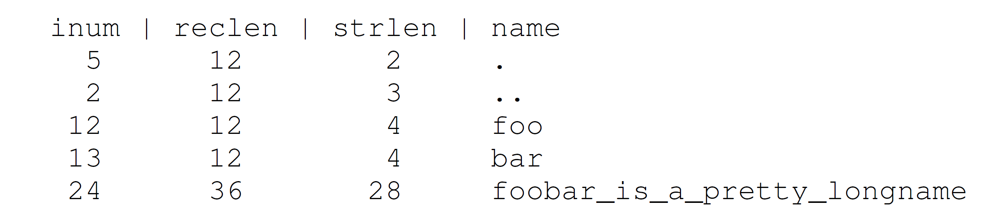 inum | reclen | strlen | name
5 12 2 .
2 12 3 ..
12 12 4 foo
13 12 4 bar
24 36 28 foobar_is_a_pretty_longname